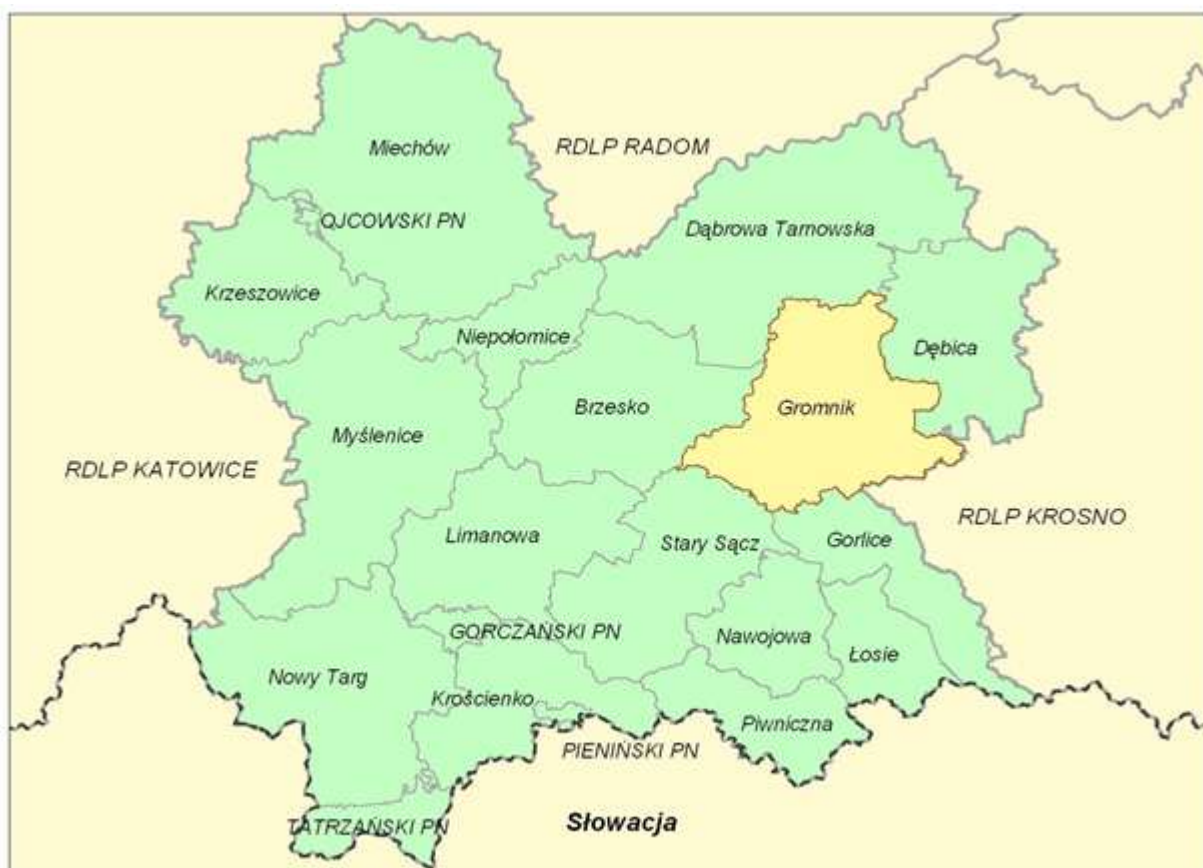 Miechów
RDLP RADOM
OJCOWSKI PN
Dąbrowa Tarnowska
Krzeszowice
Niepołomice
Dębica
Brzesko
Gromnik
Myślenice
RDLP KATOWICE
RDLP KROSNO
Limanowa
Stary Sącz
Gorlice
GORCZAŃSKI PN
Nawojowa
Łosie
Nowy Targ
Krościenko
Piwniczna
PIENIŃSKI PN
TATRZAŃSKI PN
Słowacja